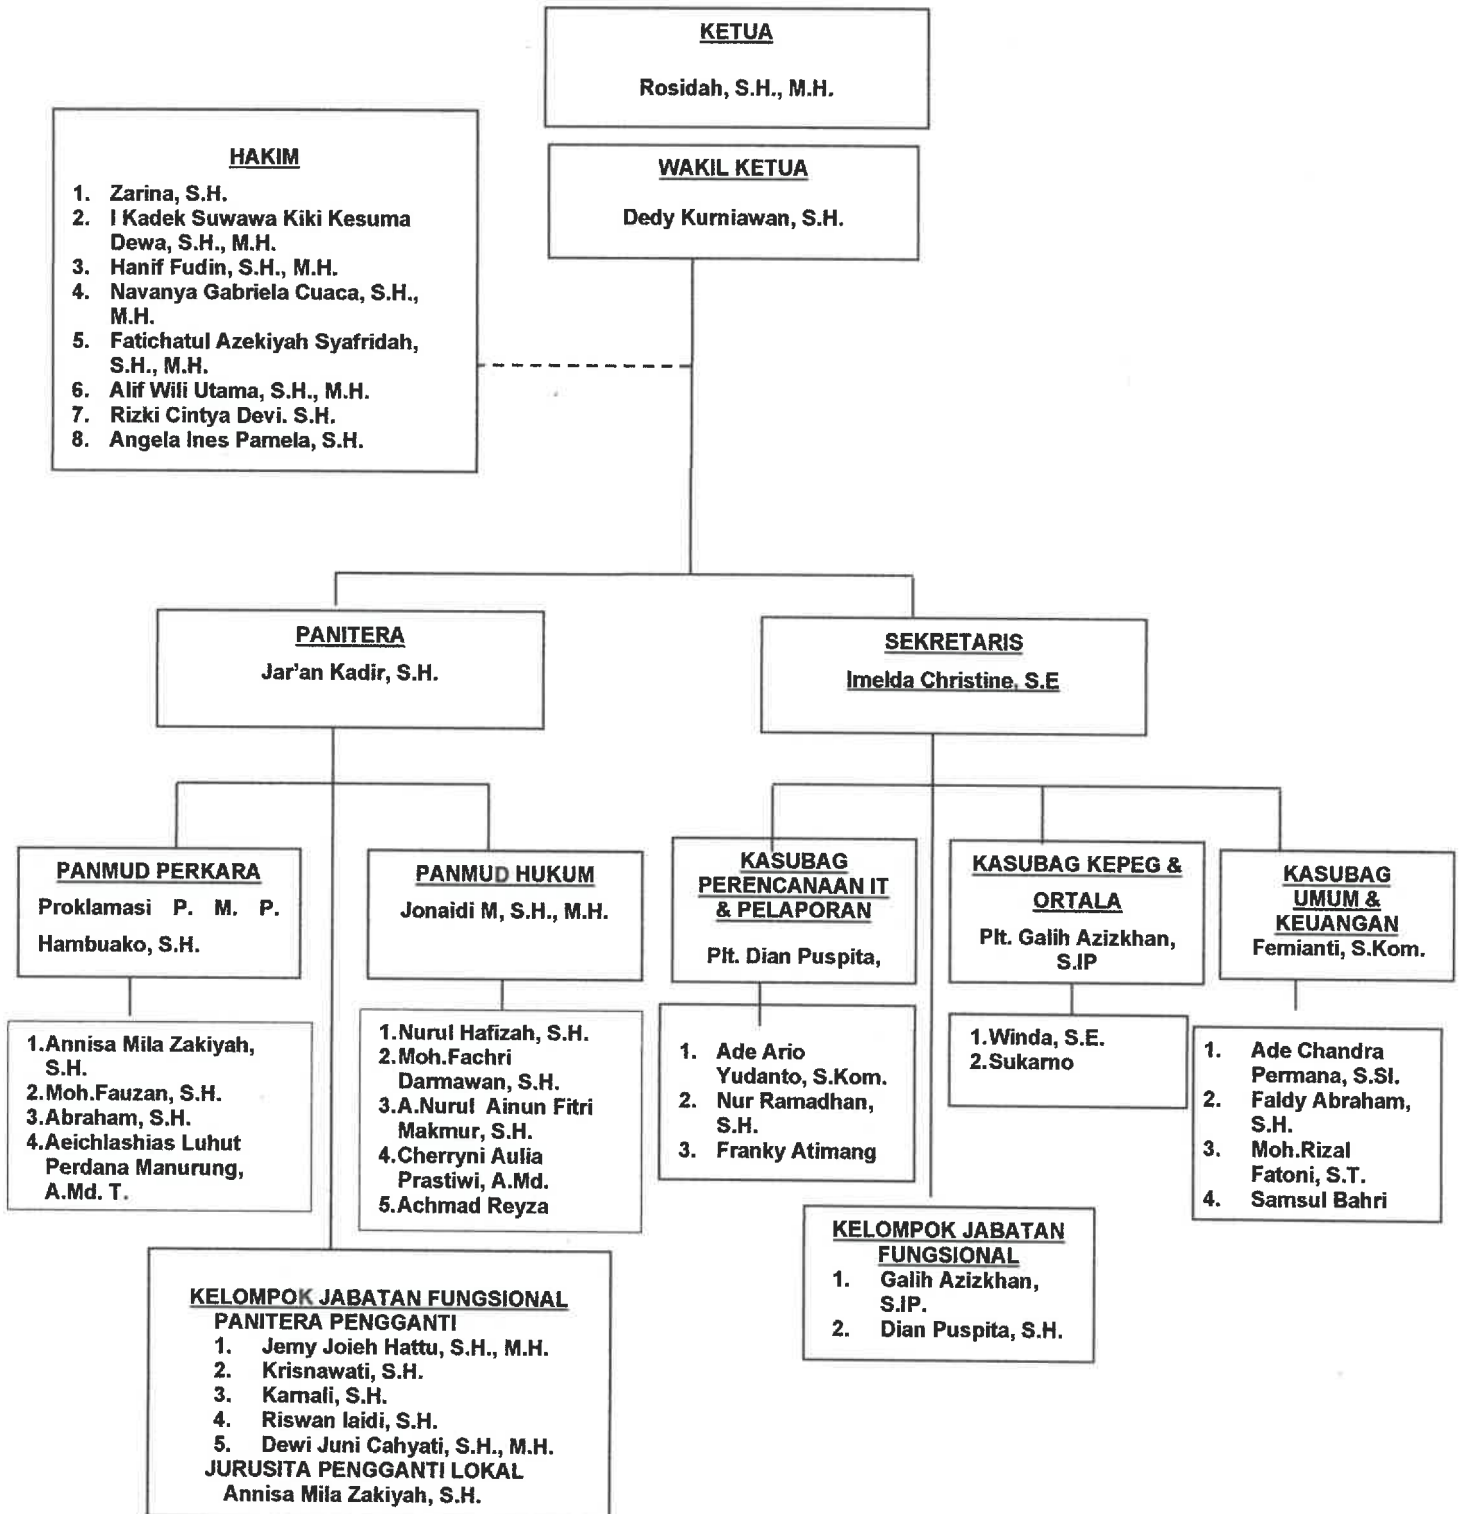 KETUA
Rosidah, S.H., M.H.
HAKIM
1. Zarina, S.H.
2. I Kadek Suwawa Kiki Kesuma
Dewa, S.H., M.H.
3. Hanif Fudin, S.H., M.H.
4. Navanya Gabriela Cuaca, S.H.,
M.H.
5. Fatichatul Azekiyah Syafridah,
S.H., M.H.
6. Alif Wili Utama, S.H., M.H.
7. Rizki Cintya Devi. S.H.
8. Angela Ines Pamela, S.H.
WAKIL KETUA
Dedy Kurniawan, S.H.
PANITERA
Jar'an Kadir, S.H.
SEKRETARIS
Imelda Christine, S.E
PANMUD PERKARA
Proklamasi P. M. P.
Hambuako, S.H.
PANMUD HUKUM
Jonaidi M, S.H., M.H.
KASUBAG
PERENCANAAN IT
& PELAPORAN
Plt. Dian Puspita,
KASUBAG KEPEG &
ORTALA
Plt. Galih Azizkhan,
S.IP
KASUBAG
UMUM &
KEUANGAN
Fernianti, S.Kom.
1.Annisa Mila Zakiyah,
S.H.
2.Moh.Fauzan, S.H.
3.Abraham, S.H.
4.Aeichlashias Luhut
Perdana Manurung,
A.Md. T.
1.Nurul Hafizah, S.H.
2.Moh.Fachri
Darmawan, S.H.
3.A.Nurul Ainun Fitri
Makmur, S.H.
4.Cherryni Aulia
Prastiwi, A.Md.
5.Achmad Reyza
1. Ade Ario
Yudanto, S.Kom.
2. Nur Ramadhan,
S.H.
3. Franky Atimang
1.Winda, S.E.
2.Sukarno
1. Ade Chandra
Permana, S.SI.
2. Faldy Abraham,
S.H.
3. Moh.Rizal
Fatoni, S.T.
4. Samsul Bahri
KELOMPOK JABATAN FUNGSIONAL
PANITERA PENGGANTI
1. Jemy Joieh Hattu, S.H., M.H.
2. Krisnawati, S.H.
3. Karnali, S.H.
4. Riswan laidi, S.H.
5. Dewi Juni Cahyati, S.H., M.H.
JURUSITA PENGGANTI LOKAL
Annisa Mila Zakiyah, S.H.
KELOMPOK JABATAN
FUNGSIONAL
1. Galih Azizkhan,
S.IP.
2. Dian Puspita, S.H.